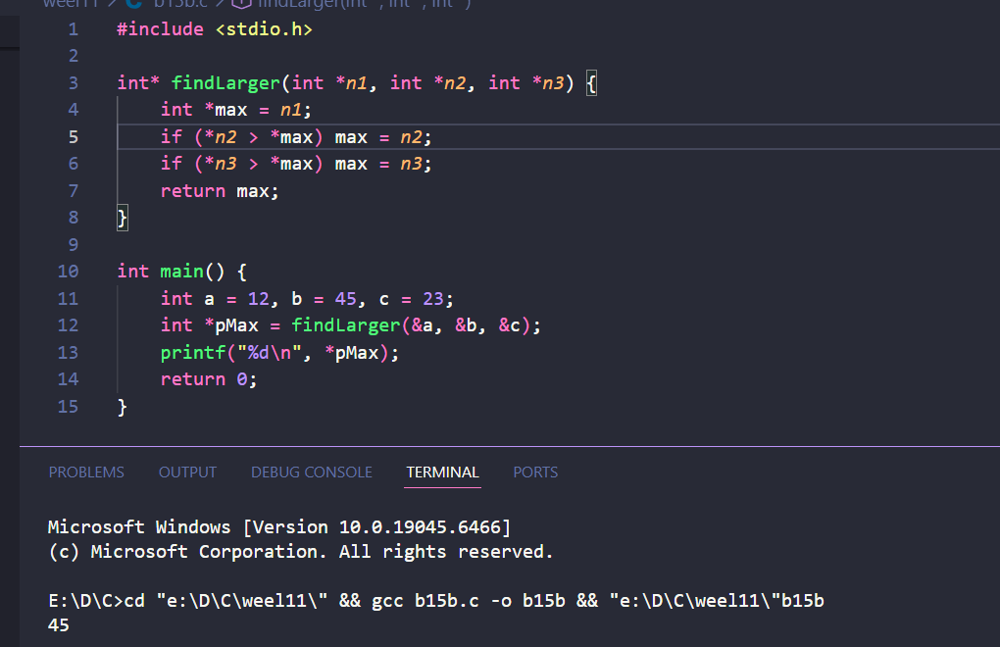 weel11 > b15b.c > findLarger(int *, int *, int *)
1 #include <stdio.h>
2
3 int* findLarger(int *n1, int *n2, int *n3) {
4     int *max = n1;
5     if (*n2 > *max) max = n2;
6     if (*n3 > *max) max = n3;
7     return max;
8 }
9
10 int main() {
11     int a = 12, b = 45, c = 23;
12     int *pMax = findLarger(&a, &b, &c);
13     printf("%d\n", *pMax);
14     return 0;
15 }
PROBLEMS OUTPUT DEBUG CONSOLE TERMINAL PORTS
Microsoft Windows [Version 10.0.19045.6466]
(c) Microsoft Corporation. All rights reserved.
E:\D\C>cd "e:\D\C\weel11\" && gcc b15b.c -o b15b && "e:\D\C\weel11\"b15b
45